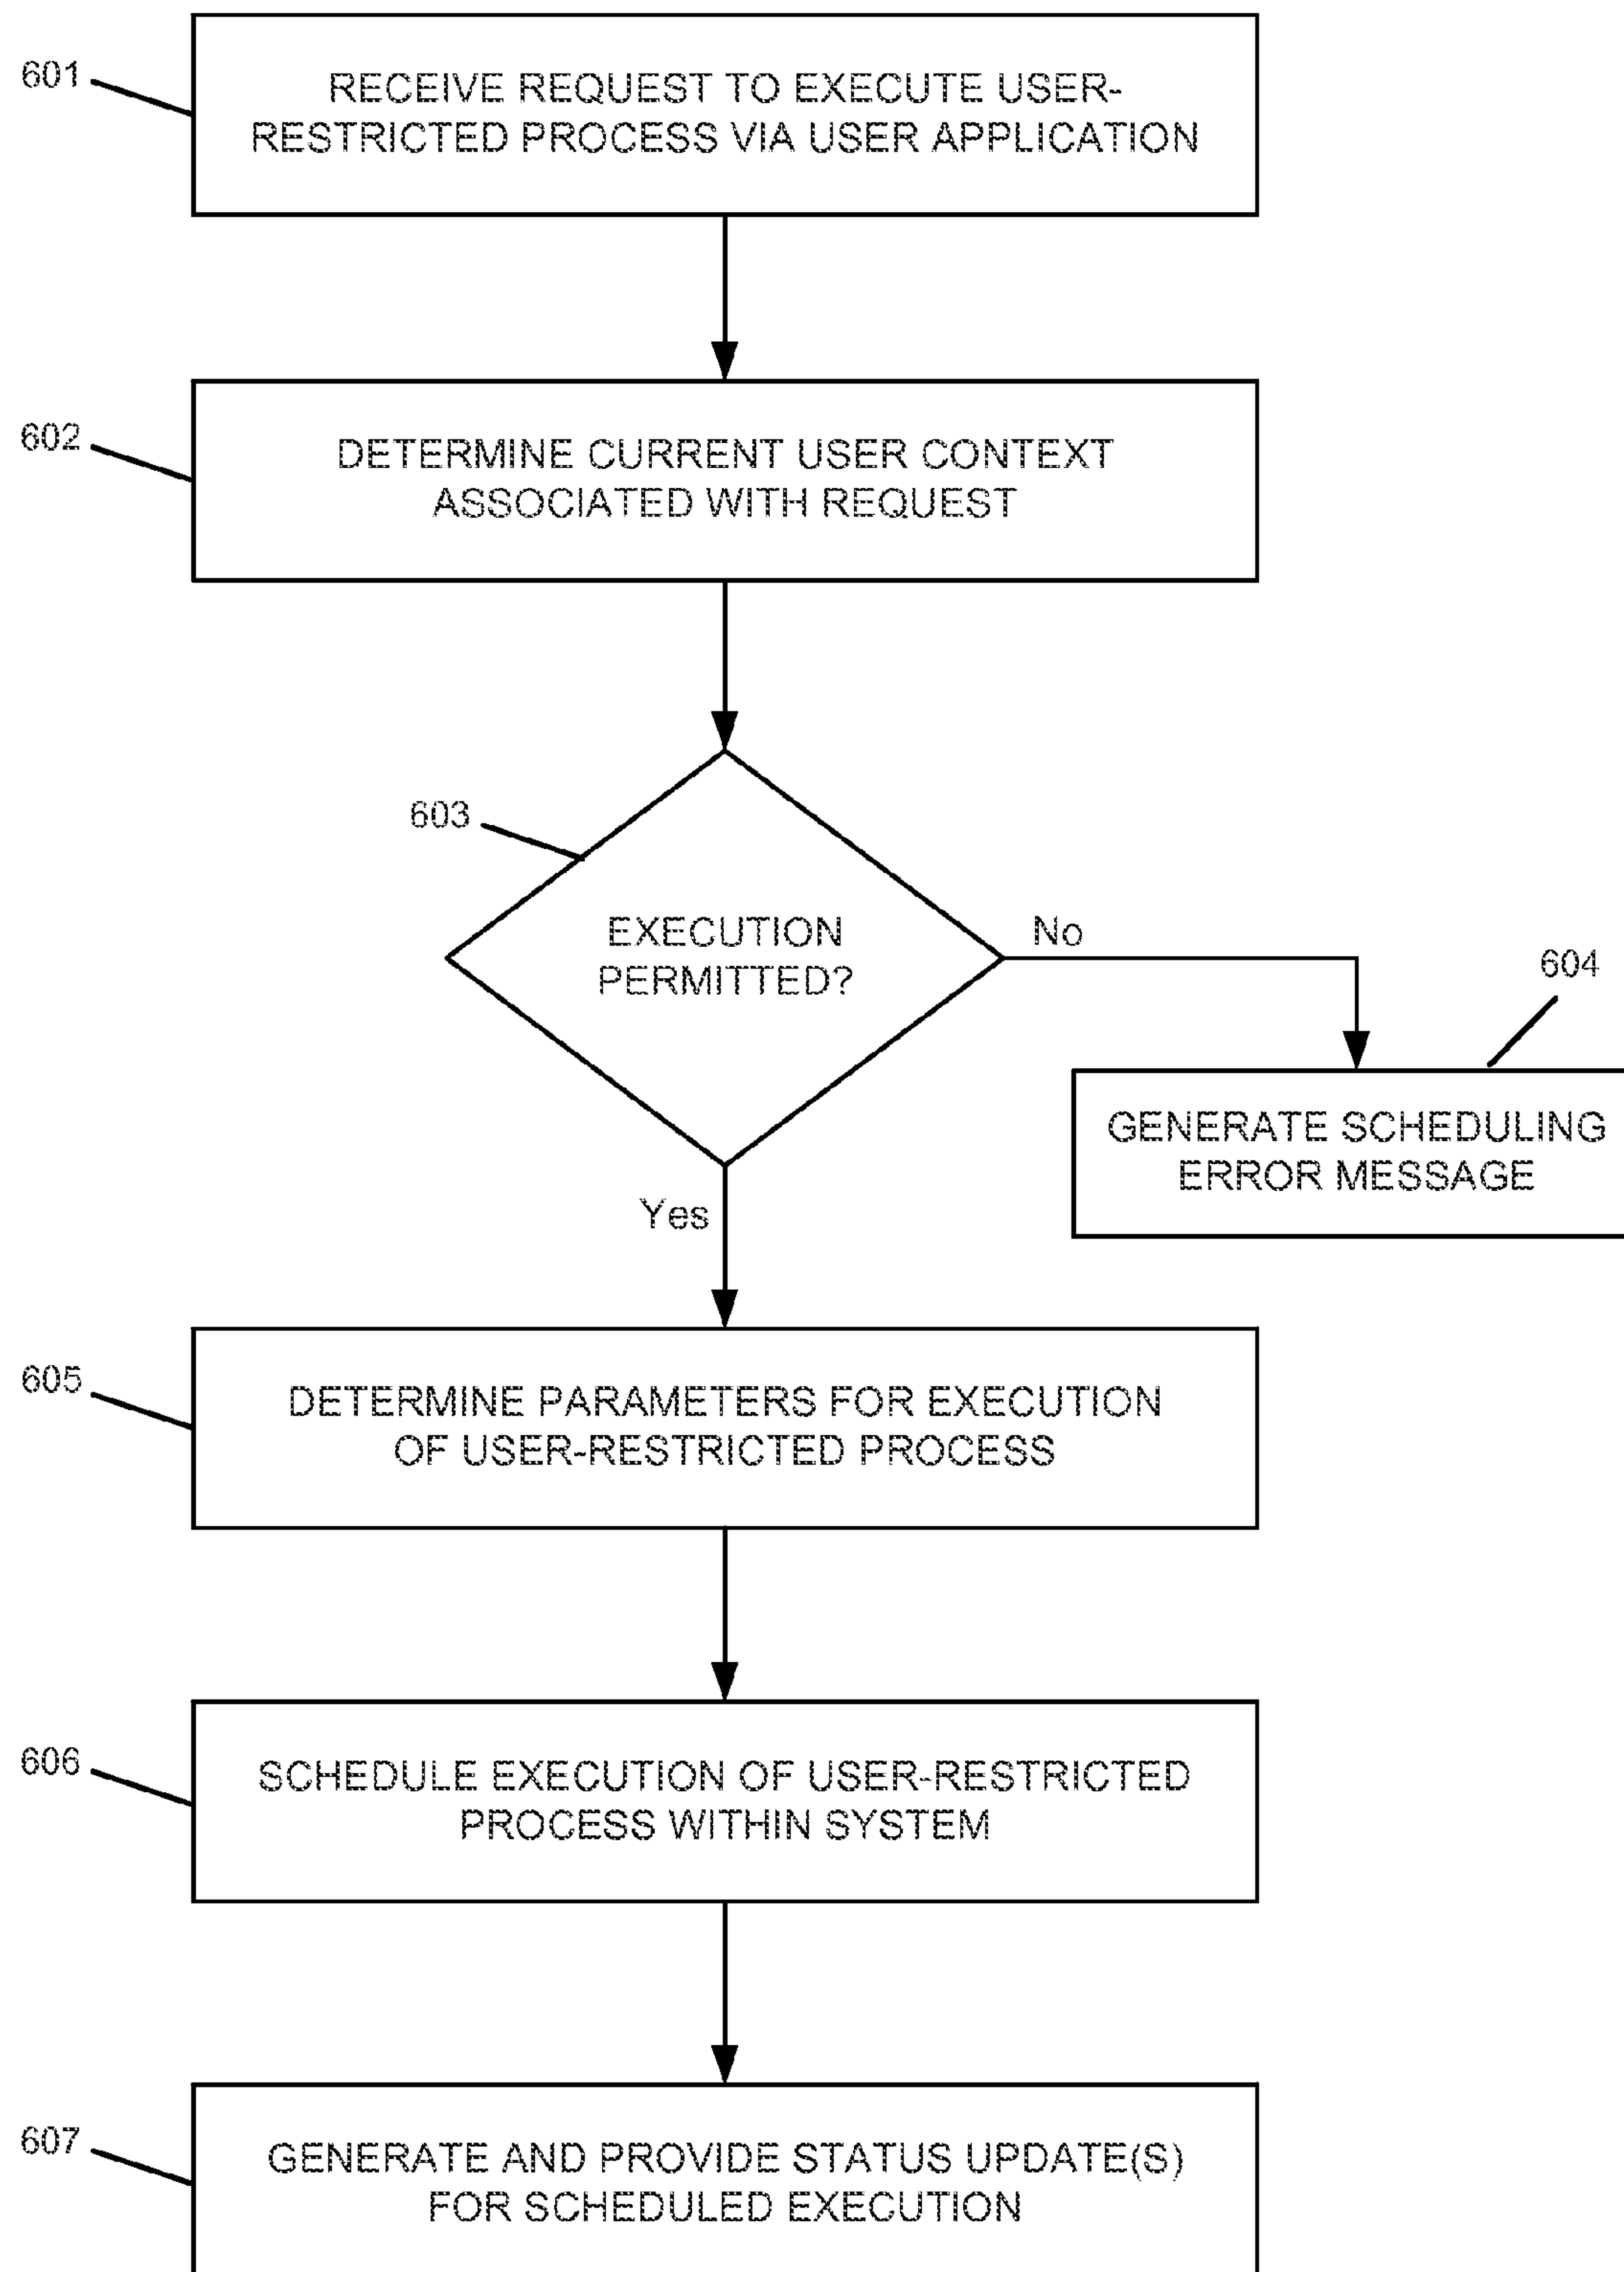 601
RECEIVE REQUEST TO EXECUTE USER-
RESTRICTED PROCESS VIA USER APPLICATION
602
DETERMINE CURRENT USER CONTEXT
ASSOCIATED WITH REQUEST
603
EXECUTION
PERMITTED?
No
604
GENERATE SCHEDULING
ERROR MESSAGE
Yes
605
DETERMINE PARAMETERS FOR EXECUTION
OF USER-RESTRICTED PROCESS
606
SCHEDULE EXECUTION OF USER-RESTRICTED
PROCESS WITHIN SYSTEM
607
GENERATE AND PROVIDE STATUS UPDATE(S)
FOR SCHEDULED EXECUTION